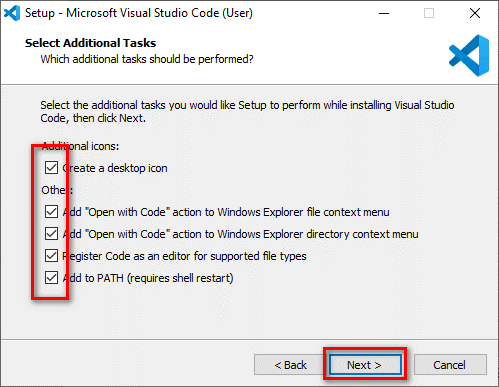 Setup - Microsoft Visual Studio Code (User)
Select Additional Tasks
Which additional tasks should be performed?
Select the additional tasks you would like Setup to perform while installing Visual Studio
Code, then click Next.
Additional icons:
Create a desktop icon
Other:
Add "Open with Code" action to Windows Explorer file context menu
Add "Open with Code" action to Windows Explorer directory context menu
Register Code as an editor for supported file types
Add to PATH (requires shell restart)
< Back Next > Cancel